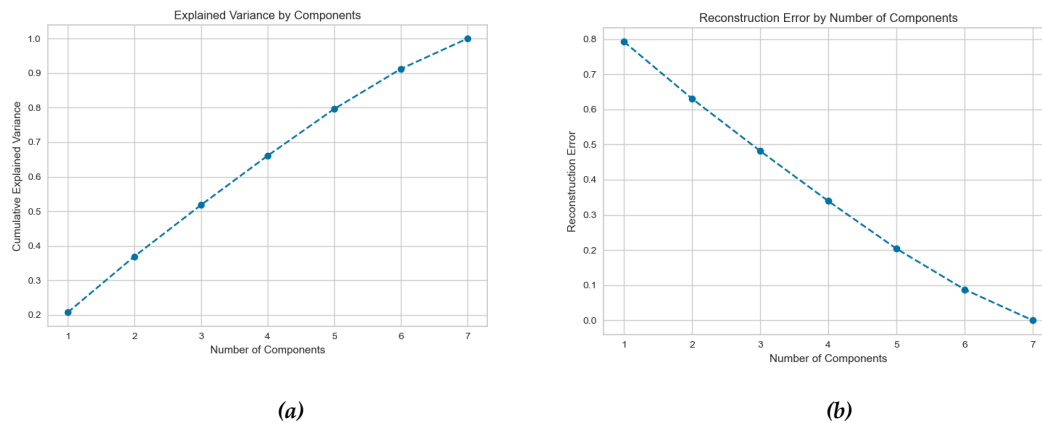 Explained Variance by Components
1.0
0.9
0.8
0.7
0.6
0.5
0.4
0.3
0.2
Cumulative Explained Variance
1 2 3 4 5 6 7
Number of Components
(a)
Reconstruction Error by Number of Components
0.8
0.7
0.6
0.5
0.4
0.3
0.2
0.1
0.0
Reconstruction Error
1 2 3 4 5 6 7
Number of Components
(b)